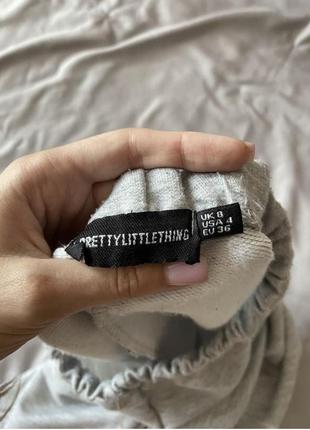 PRETTYLITTLETHING
UK 8
USA 4
EU 36